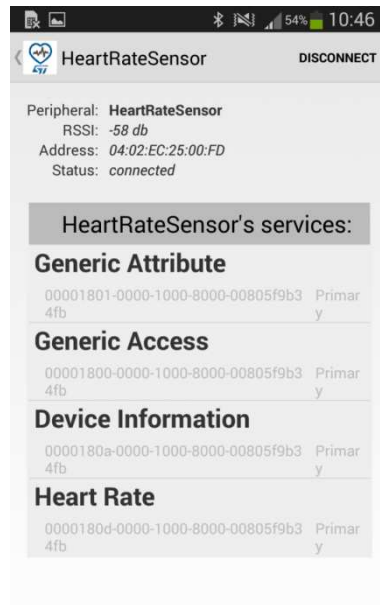 54% 10:46
HeartRateSensor DISCONNECT
Peripheral: HeartRateSensor
RSSI: -58 db
Address: 04:02:EC:25:00:FD
Status: connected
HeartRateSensor's services:
Generic Attribute
00001801-0000-1000-8000-00805f9b3 Primar
4fb y
Generic Access
00001800-0000-1000-8000-00805f9b3 Primar
4fb y
Device Information
0000180a-0000-1000-8000-00805f9b3 Primar
4fb y
Heart Rate
0000180d-0000-1000-8000-00805f9b3 Primar
4fb y